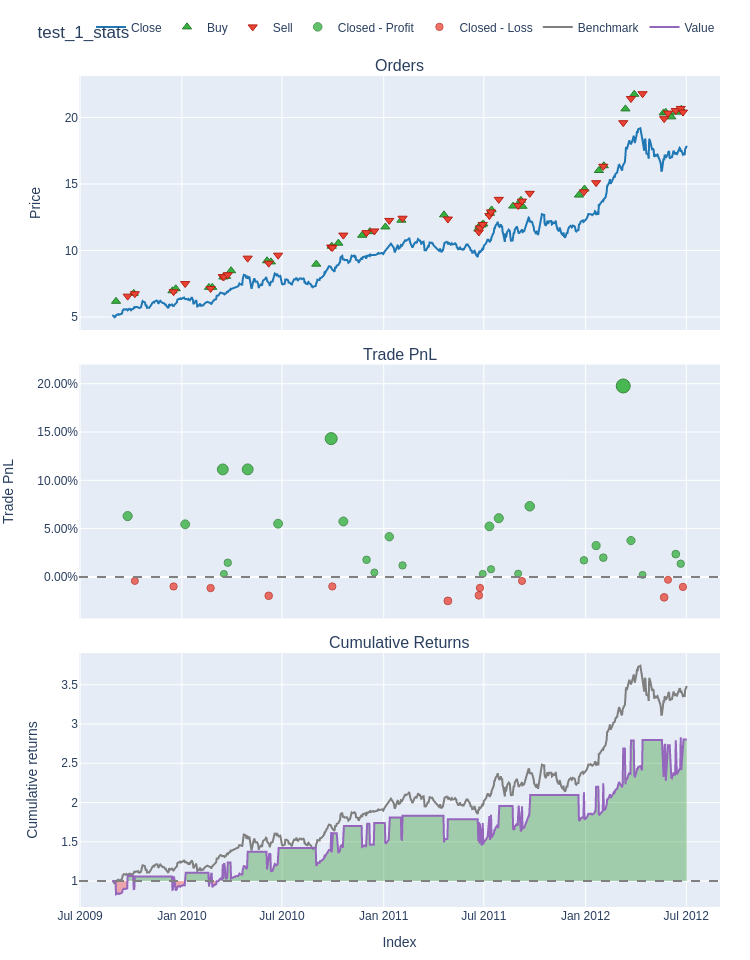 test_1_stats
Close Buy Sell Closed - Profit Closed - Loss Benchmark Value
Orders
20
15
10
5
Price
Trade PnL
20.00%
15.00%
10.00%
5.00%
0.00%
Trade PnL
Cumulative Returns
3.5
3
2.5
2
1.5
1
Cumulative returns
Jul 2009 Jan 2010 Jul 2010 Jan 2011 Jul 2011 Jan 2012 Jul 2012
Index